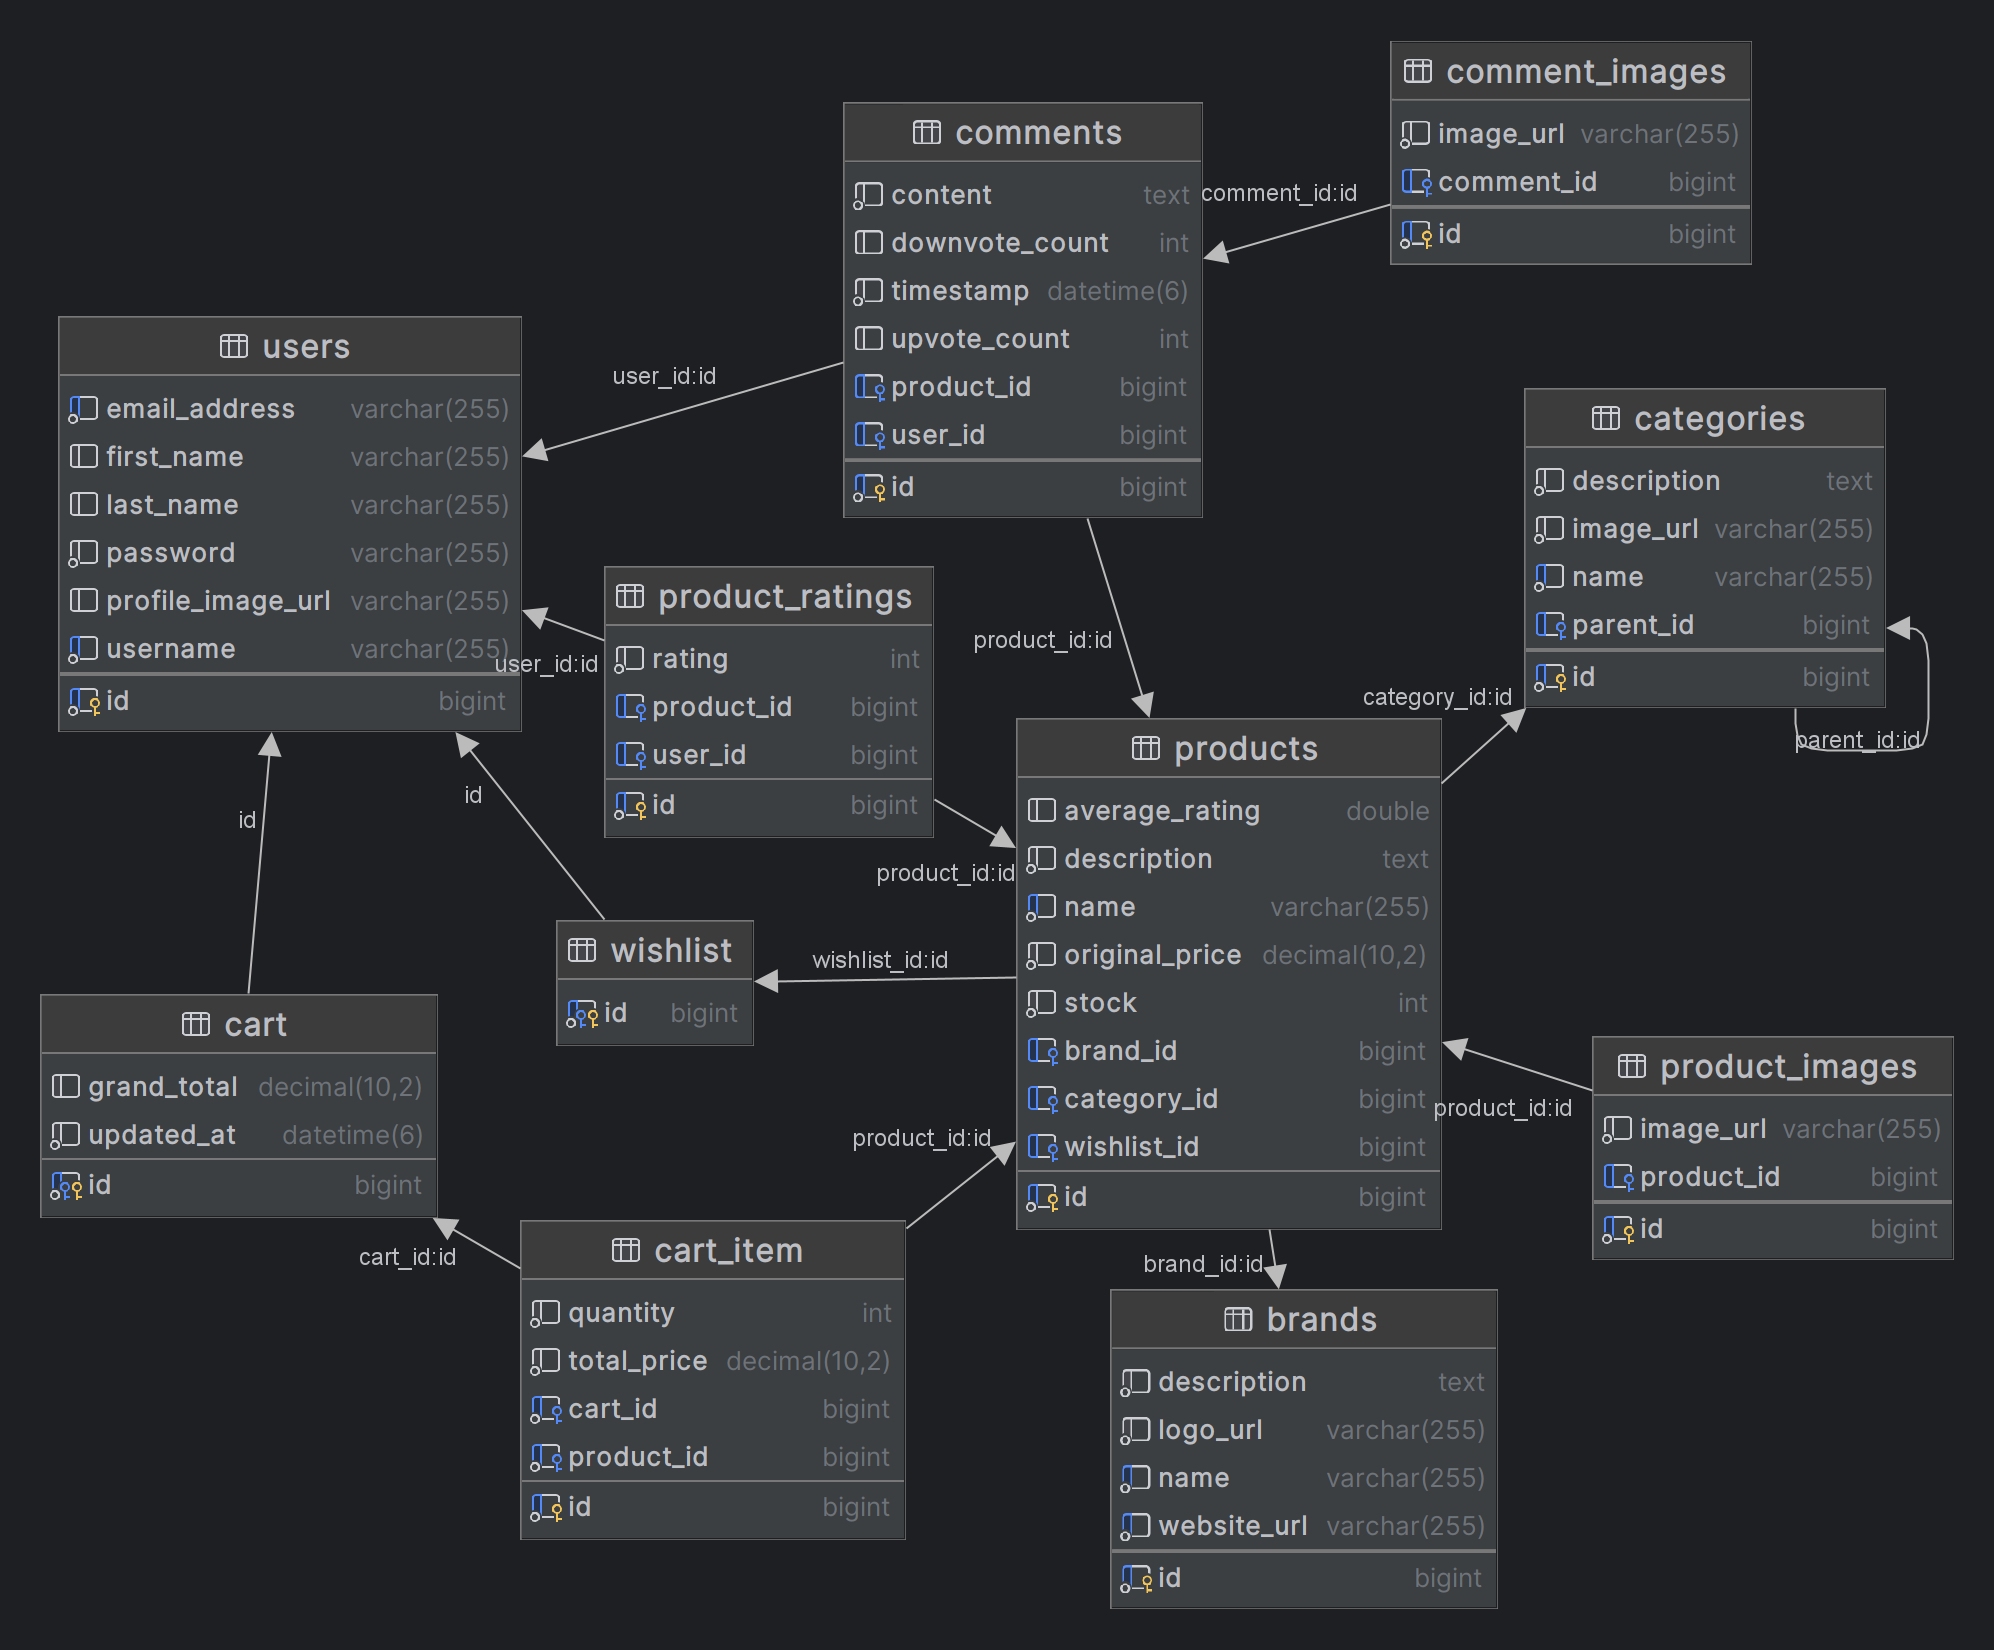 comment_images
image_url varchar(255)
comment_id bigint
id bigint
comments
content text
downvote_count int
timestamp datetime(6)
upvote_count int
product_id bigint
user_id bigint
id bigint
comment_id:id
users
email_address varchar(255)
first_name varchar(255)
last_name varchar(255)
password varchar(255)
profile_image_url varchar(255)
username varchar(255)
id bigint
user_id:id
categories
description text
image_url varchar(255)
name varchar(255)
parent_id bigint
id bigint
parent_id:id
product_ratings
rating int
product_id bigint
user_id bigint
id bigint
user_id:id
product_id:id
category_id:id
products
average_rating double
description text
name varchar(255)
original_price decimal(10,2)
stock int
brand_id bigint
category_id bigint
wishlist_id bigint
id bigint
product_id:id
id
id
wishlist
id bigint
wishlist_id:id
cart
grand_total decimal(10,2)
updated_at datetime(6)
id bigint
product_images
image_url varchar(255)
product_id bigint
id bigint
product_id:id
product_id:id
cart_id:id
cart_item
quantity int
total_price decimal(10,2)
cart_id bigint
product_id bigint
id bigint
brand_id:id
brands
description text
logo_url varchar(255)
name varchar(255)
website_url varchar(255)
id bigint